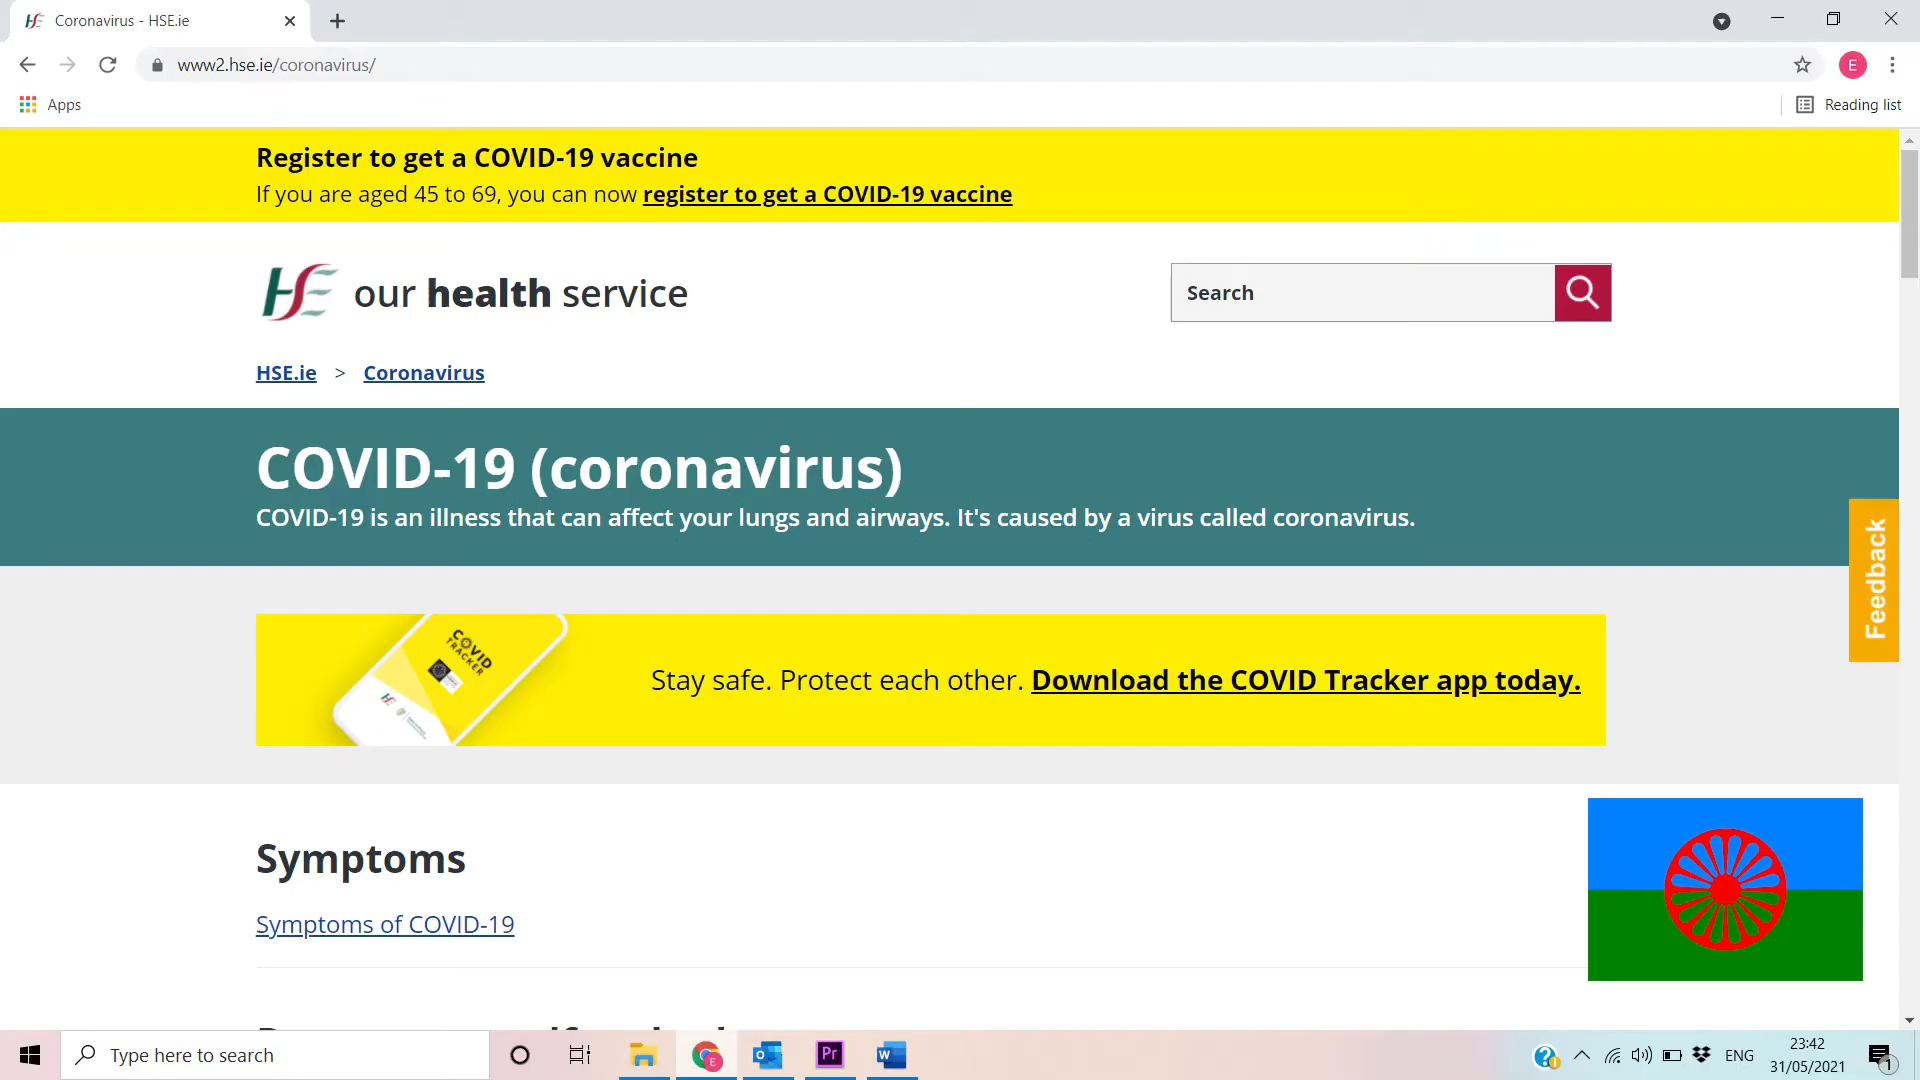 Coronavirus - HSE.ie
www2.hse.ie/coronavirus/
E
Apps
Reading list
Register to get a COVID-19 vaccine
If you are aged 45 to 69, you can now register to get a COVID-19 vaccine
HSE our health service
Search
HSE.ie > Coronavirus
COVID-19 (coronavirus)
COVID-19 is an illness that can affect your lungs and airways. It's caused by a virus called coronavirus.
Feedback
COVID
TRACKER
Stay safe. Protect each other. Download the COVID Tracker app today.
Symptoms
Symptoms of COVID-19
Type here to search
E
Pr
ENG
23:42
31/05/2021
1